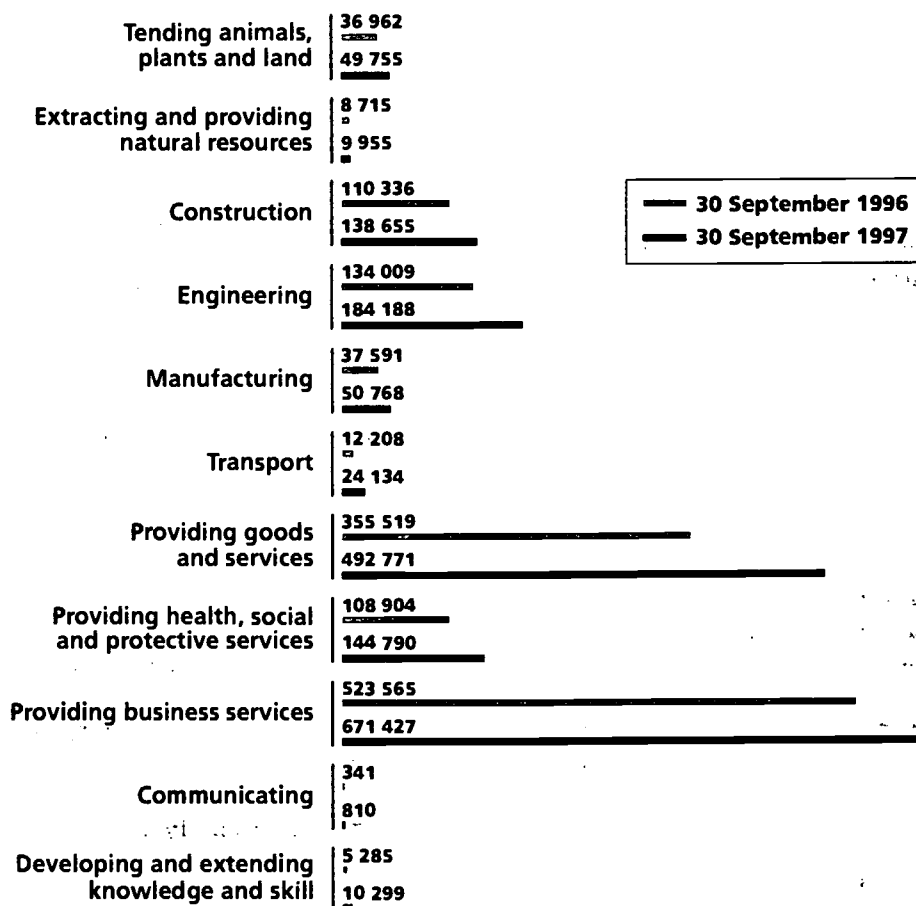 Tending animals,
plants and land
36 962
49 755
Extracting and providing
natural resources
8 715
9 955
Construction
110 336
138 655
30 September 1996
30 September 1997
Engineering
134 009
184 188
Manufacturing
37 591
50 768
Transport
12 208
24 134
Providing goods
and services
355 519
492 771
Providing health, social
and protective services
108 904
144 790
Providing business services
523 565
671 427
Communicating
341
810
Developing and extending
knowledge and skill
5 285
10 299